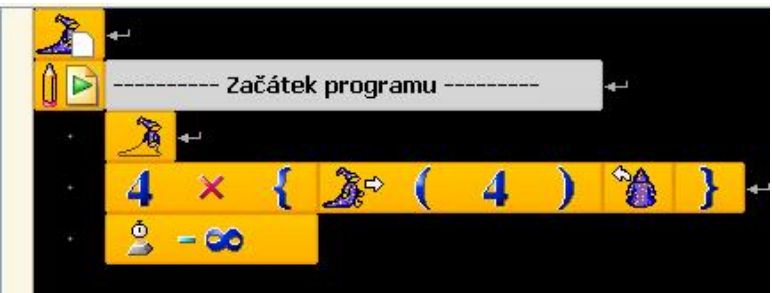 ---------- Začátek programu ---------
4 × { ( 4 ) }
- ∞